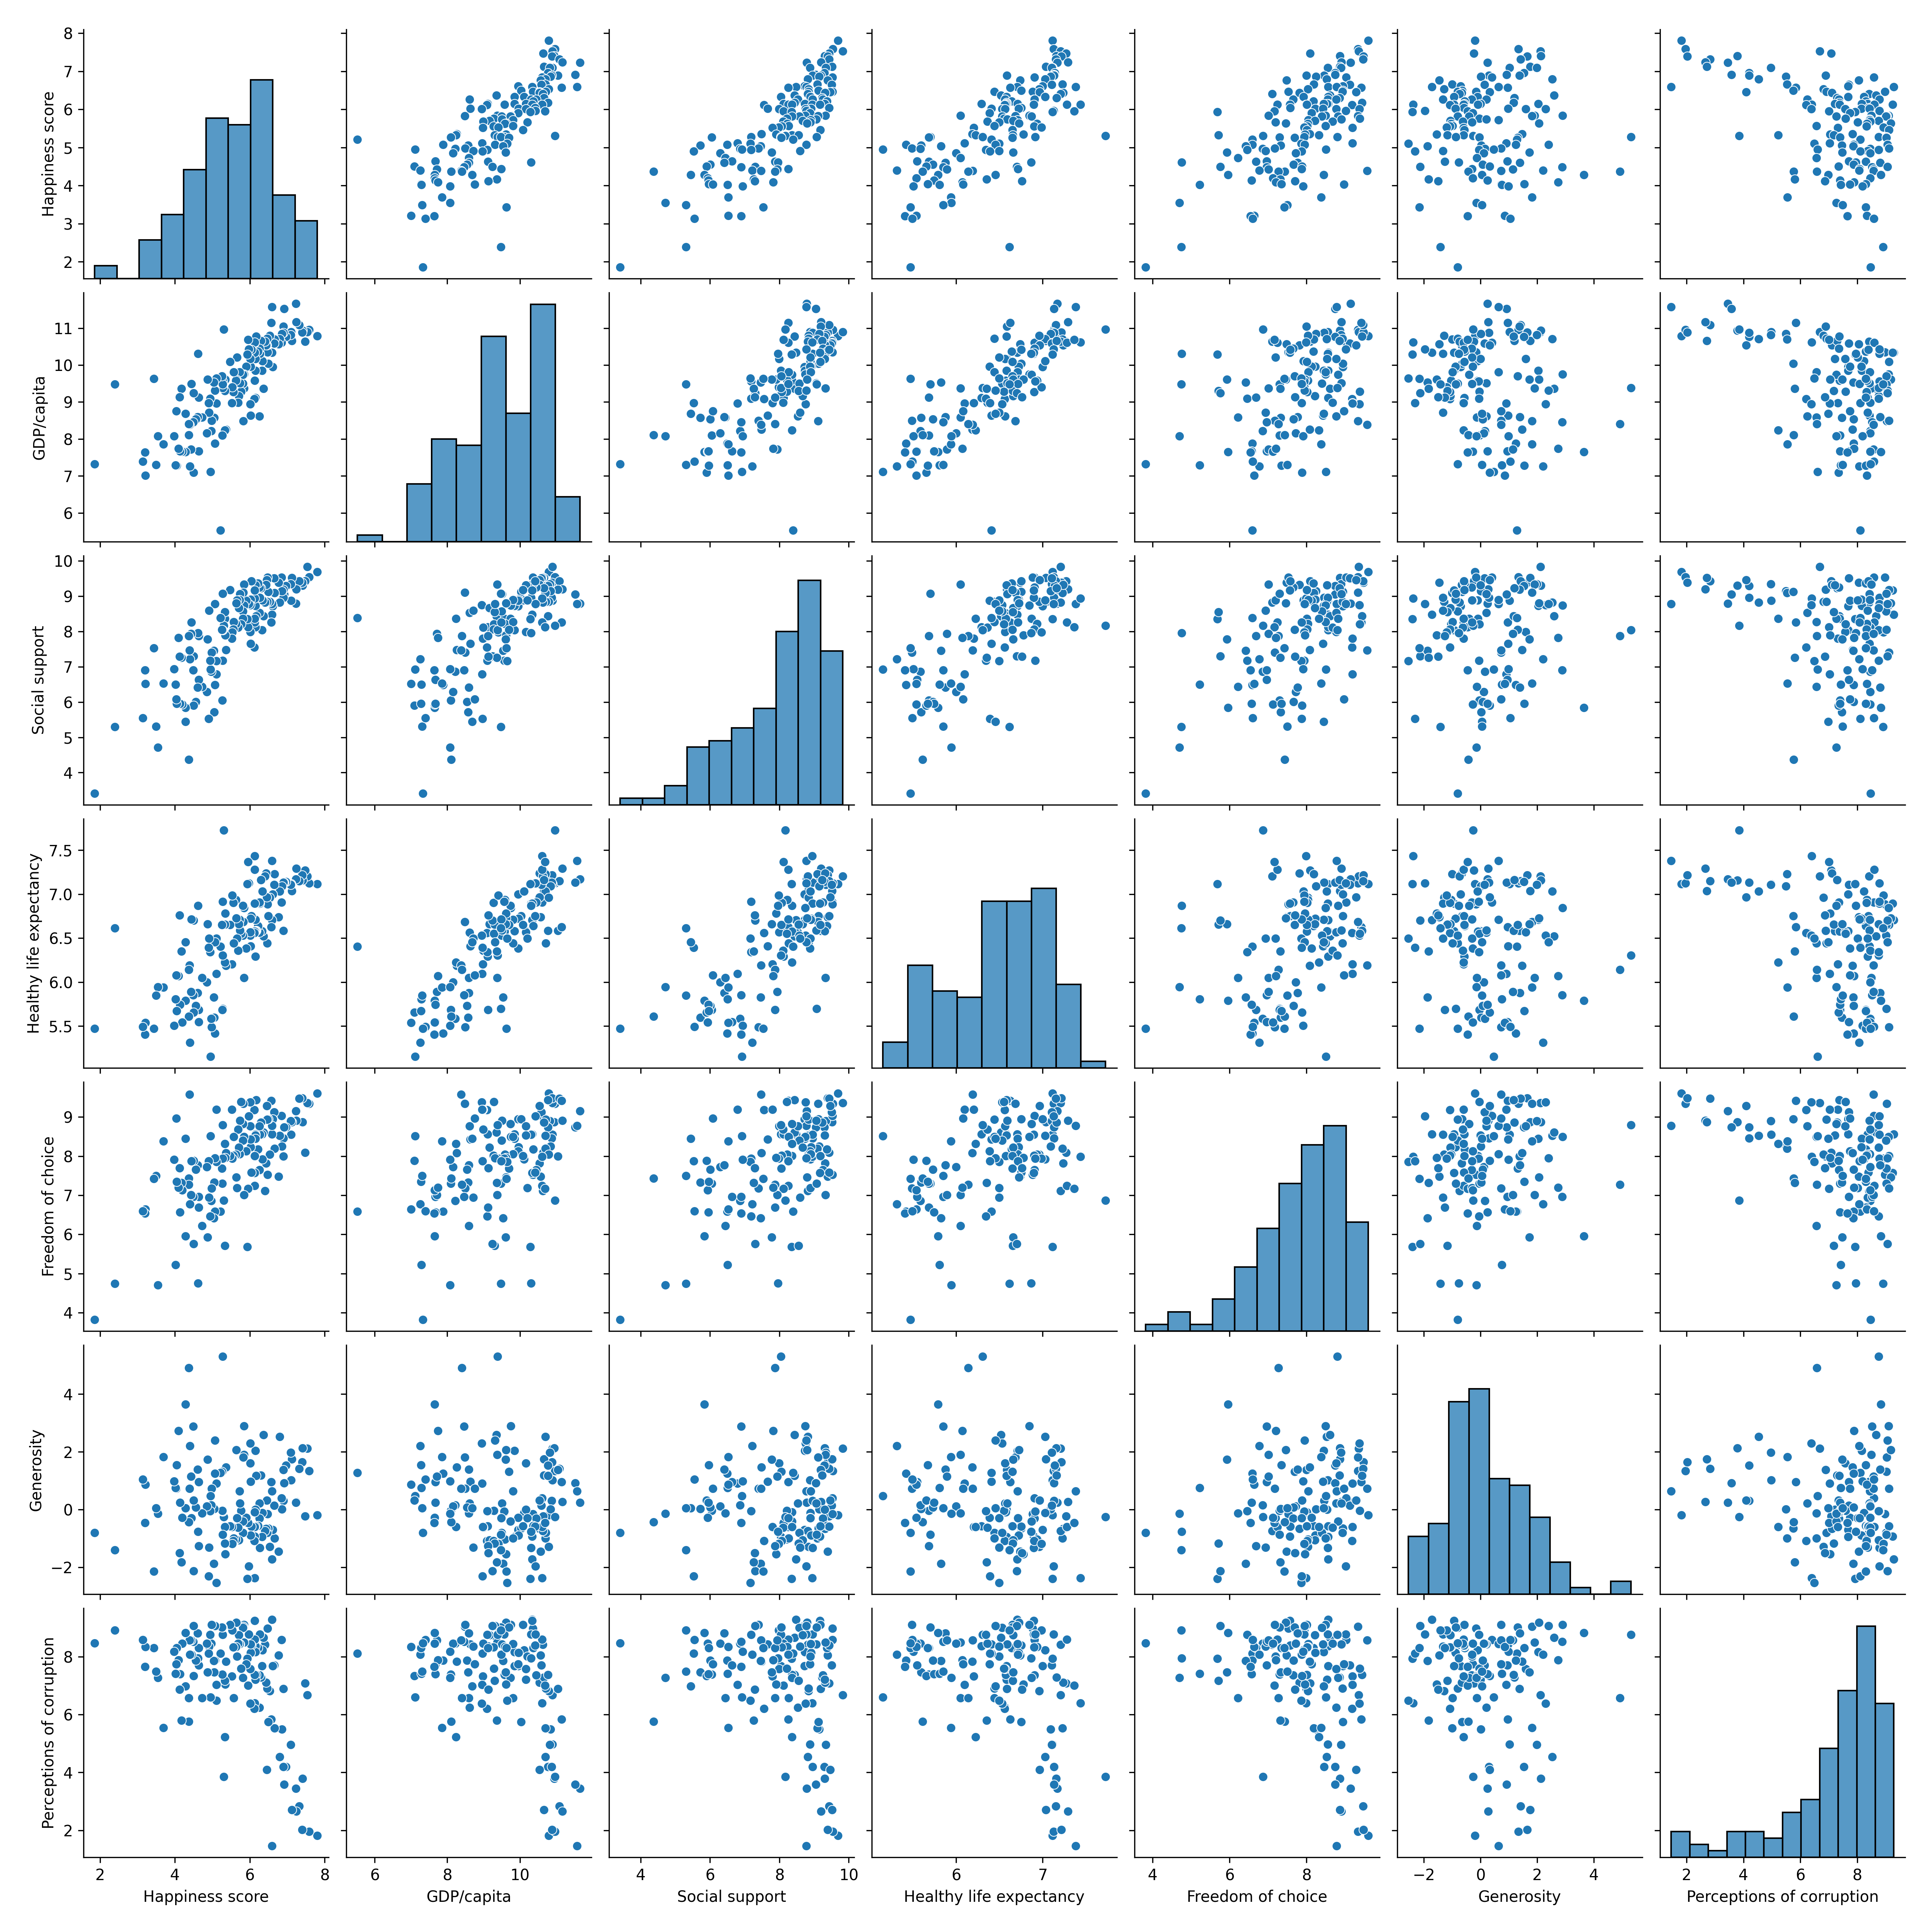 8
7
6
5
4
3
2
Happiness score
11
10
9
8
7
6
GDP/capita
10
9
8
7
6
5
4
Social support
7.5
7.0
6.5
6.0
5.5
Healthy life expectancy
9
8
7
6
5
4
Freedom of choice
4
2
0
−2
Generosity
8
6
4
2
Perceptions of corruption
2 4 6 8
6 8 10
4 6 8 10
6 7
4 6 8
−2 0 2 4
2 4 6 8
Happiness score
GDP/capita
Social support
Healthy life expectancy
Freedom of choice
Generosity
Perceptions of corruption